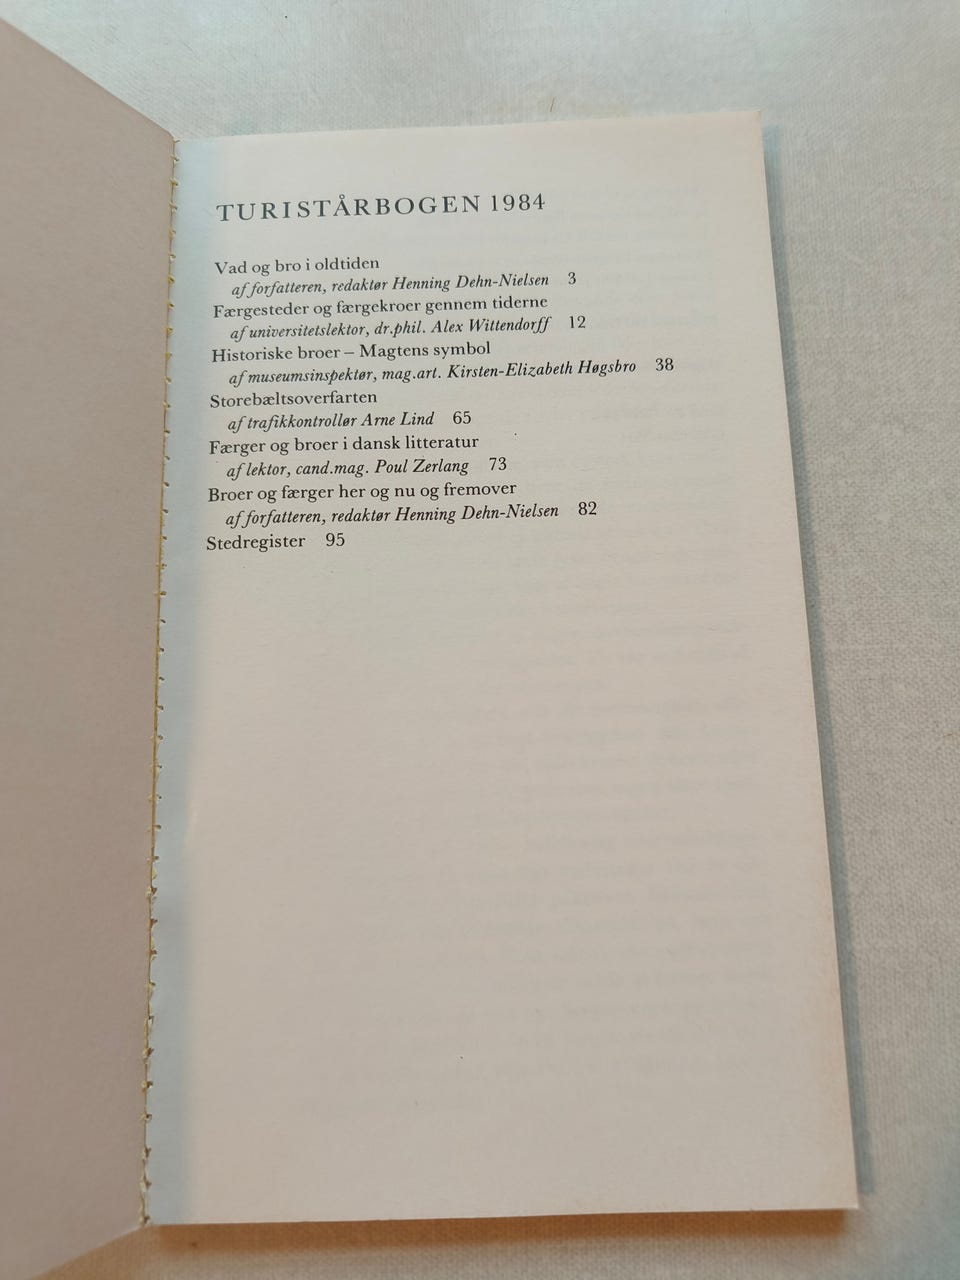 TURISTÅRBOGEN 1984
Vad og bro i oldtiden
af forfatteren, redaktør Henning Dehn-Nielsen 3
Færgesteder og færgekroer gennem tiderne
af universitetslektor, dr.phil. Alex Wittendorff 12
Historiske broer – Magtens symbol
af museumsinspektør, mag.art. Kirsten-Elizabeth Høgsbro 38
Storebæltsoverfarten
af trafikkontrollør Arne Lind 65
Færger og broer i dansk litteratur
af lektor, cand.mag. Poul Zerlang 73
Broer og færger her og nu og fremover
af forfatteren, redaktør Henning Dehn-Nielsen 82
Stedregister 95